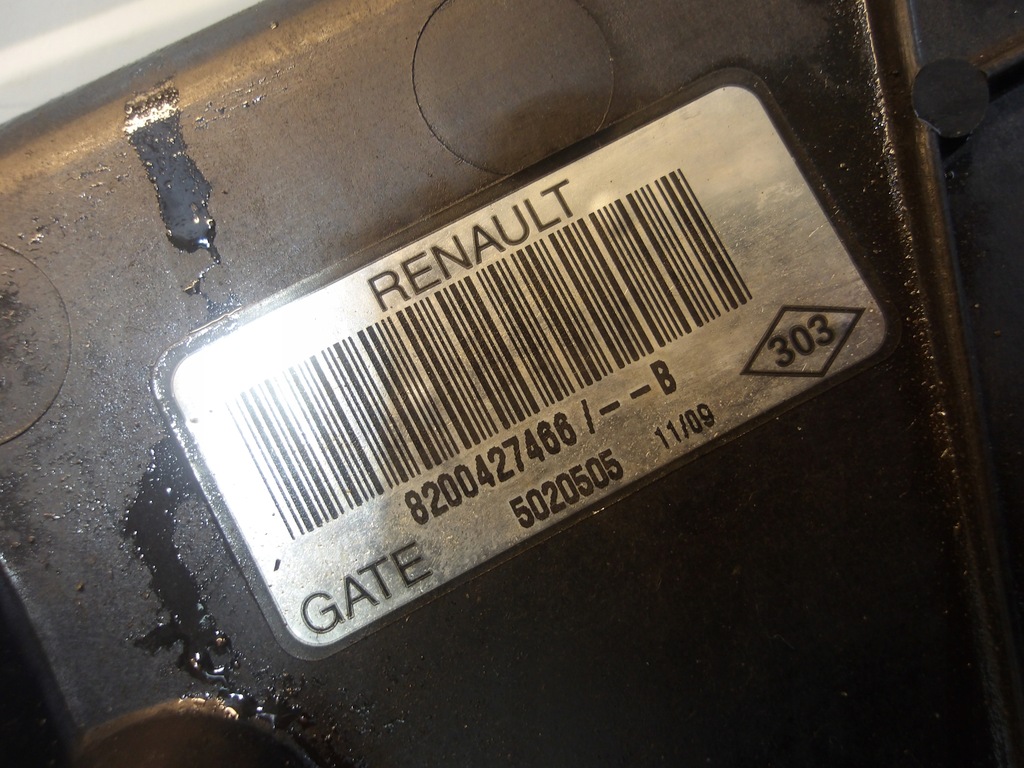 RENAULT
8200427466 / -- B
303
5020505 11/09
GATE